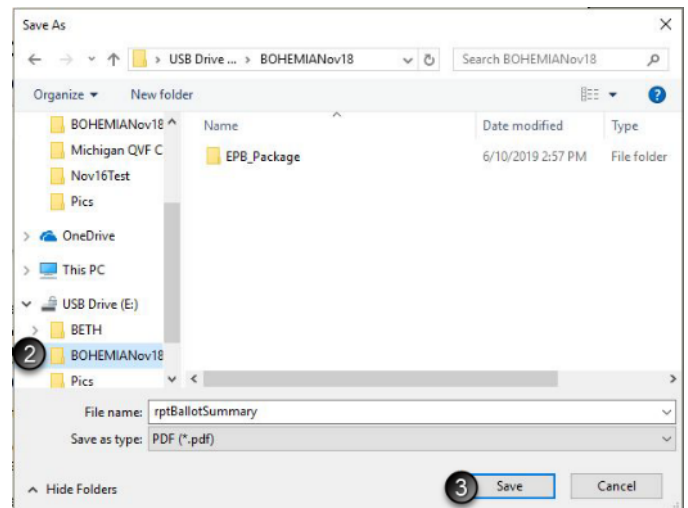 Save As
USB Drive ... > BOHEMIANov18
Search BOHEMIANov18
Organize
New folder
Name
Date modified
Type
BOHEMIANov18
Michigan QVF C
Nov16Test
Pics
EPB_Package
6/10/2019 2:57 PM
File folder
OneDrive
This PC
USB Drive (E:)
BETH
2
BOHEMIANov18
Pics
File name: rptBallotSummary
Save as type: PDF (*.pdf)
Hide Folders
3
Save
Cancel